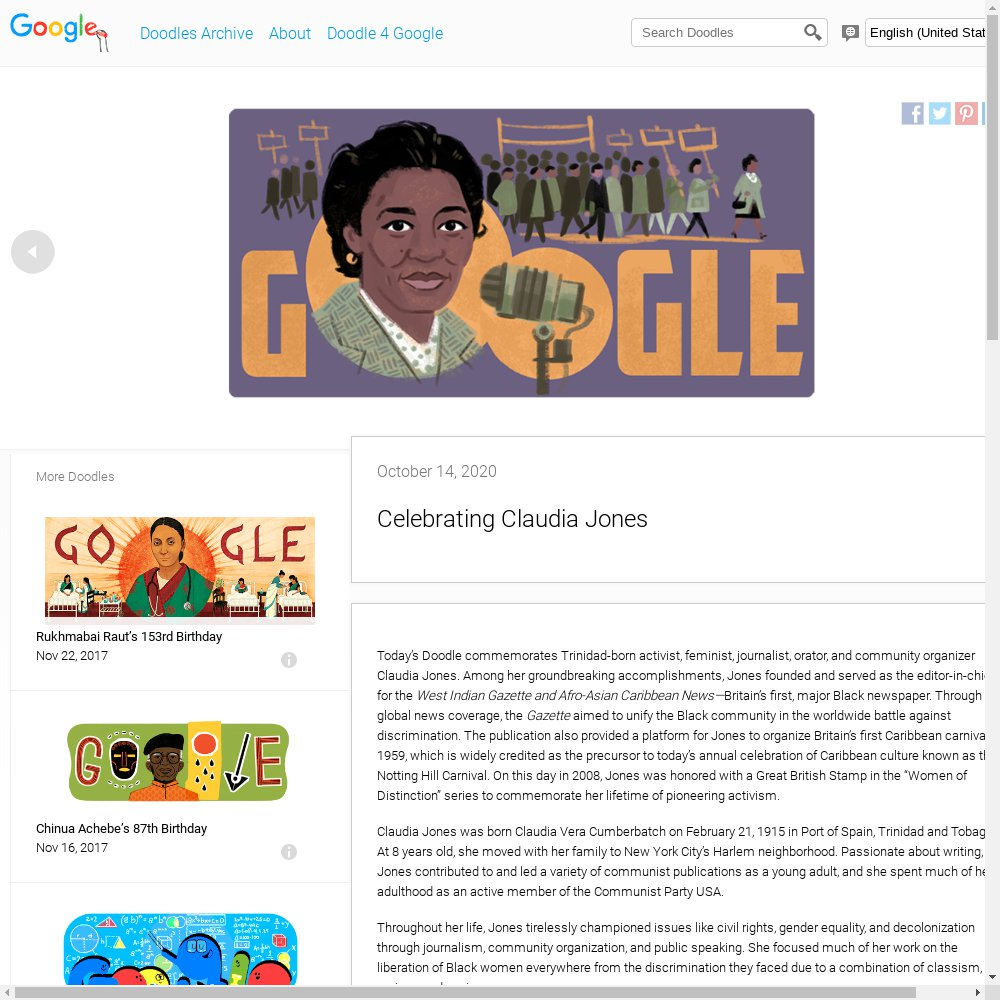 Google
Doodles Archive
About
Doodle 4 Google
Search Doodles
English (United Stat
GOOGLE
October 14, 2020
Celebrating Claudia Jones
More Doodles
GOOGLE
Rukhmabai Raut’s 153rd Birthday
Nov 22, 2017
GOOGLE
Chinua Achebe’s 87th Birthday
Nov 16, 2017
Today’s Doodle commemorates Trinidad-born activist, feminist, journalist, orator, and community organizer
Claudia Jones. Among her groundbreaking accomplishments, Jones founded and served as the editor-in-chi
for the West Indian Gazette and Afro-Asian Caribbean News—Britain’s first, major Black newspaper. Through
global news coverage, the Gazette aimed to unify the Black community in the worldwide battle against
discrimination. The publication also provided a platform for Jones to organize Britain’s first Caribbean carniva
1959, which is widely credited as the precursor to today’s annual celebration of Caribbean culture known as th
Notting Hill Carnival. On this day in 2008, Jones was honored with a Great British Stamp in the “Women of
Distinction” series to commemorate her lifetime of pioneering activism.
Claudia Jones was born Claudia Vera Cumberbatch on February 21, 1915 in Port of Spain, Trinidad and Tobag
At 8 years old, she moved with her family to New York City’s Harlem neighborhood. Passionate about writing,
Jones contributed to and led a variety of communist publications as a young adult, and she spent much of he
adulthood as an active member of the Communist Party USA.
Throughout her life, Jones tirelessly championed issues like civil rights, gender equality, and decolonization
through journalism, community organization, and public speaking. She focused much of her work on the
liberation of Black women everywhere from the discrimination they faced due to a combination of classism,